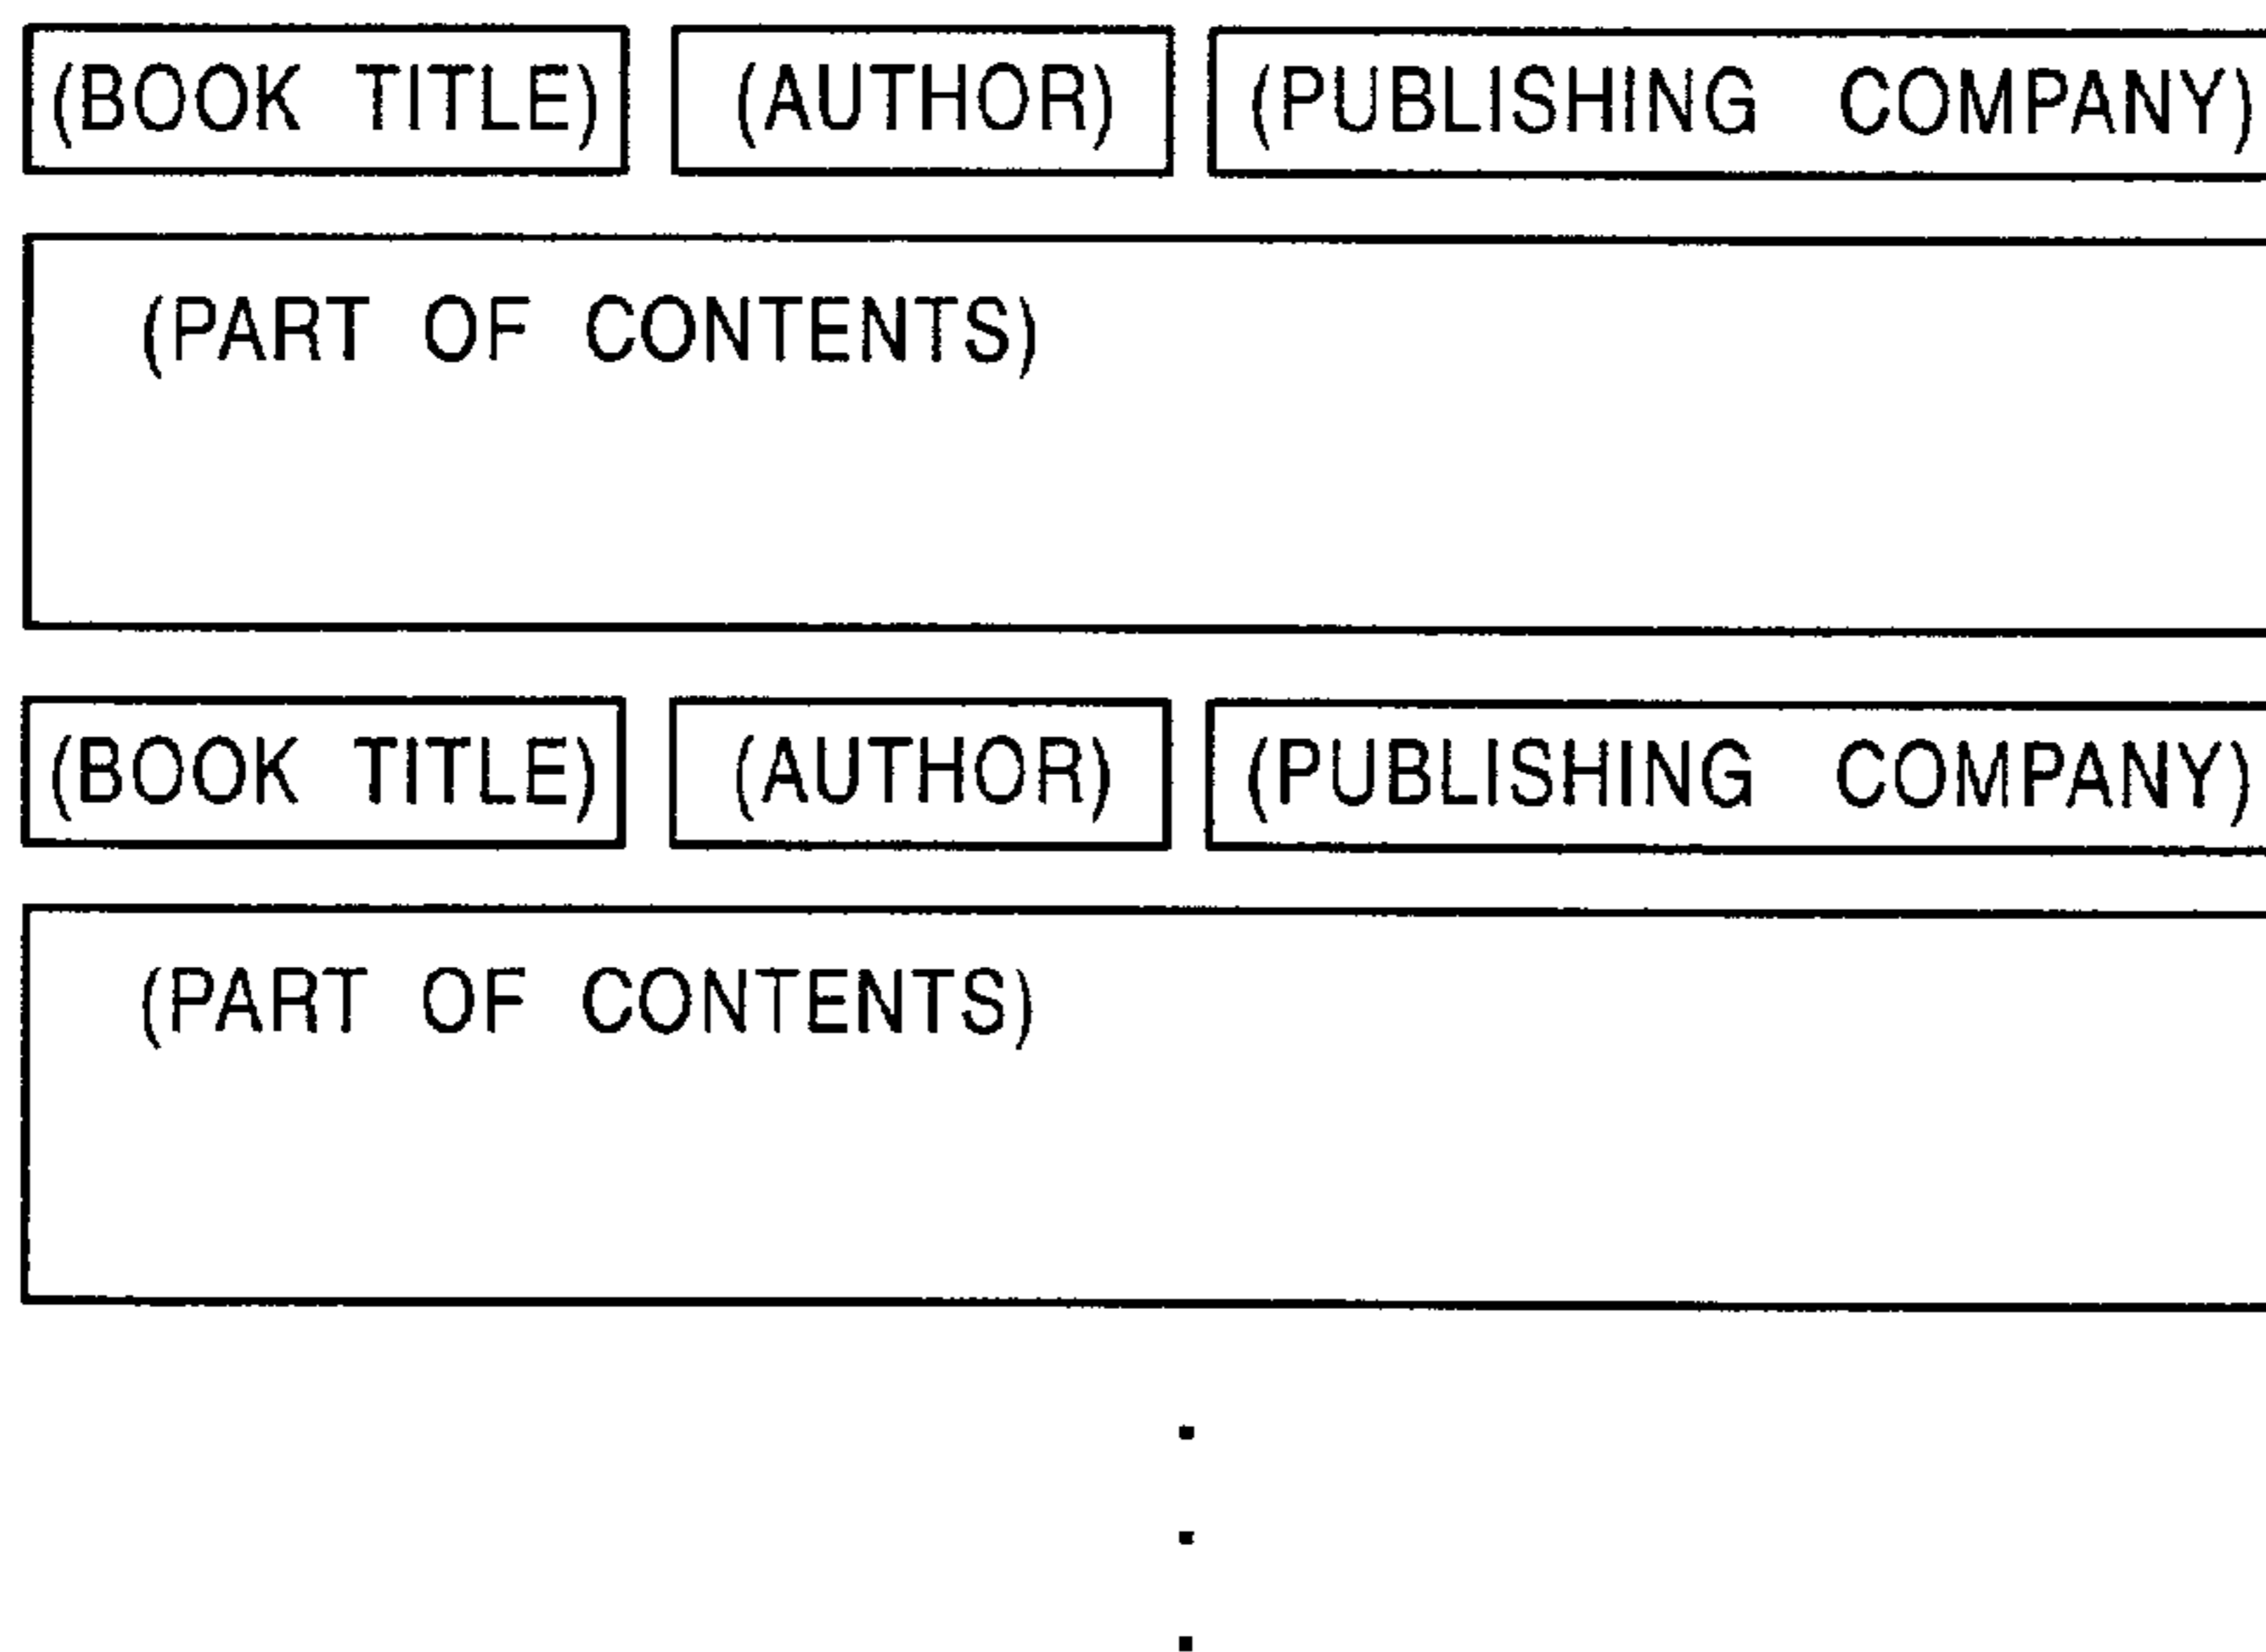 (BOOK TITLE) (AUTHOR) (PUBLISHING COMPANY)
(PART OF CONTENTS)
(BOOK TITLE) (AUTHOR) (PUBLISHING COMPANY)
(PART OF CONTENTS)